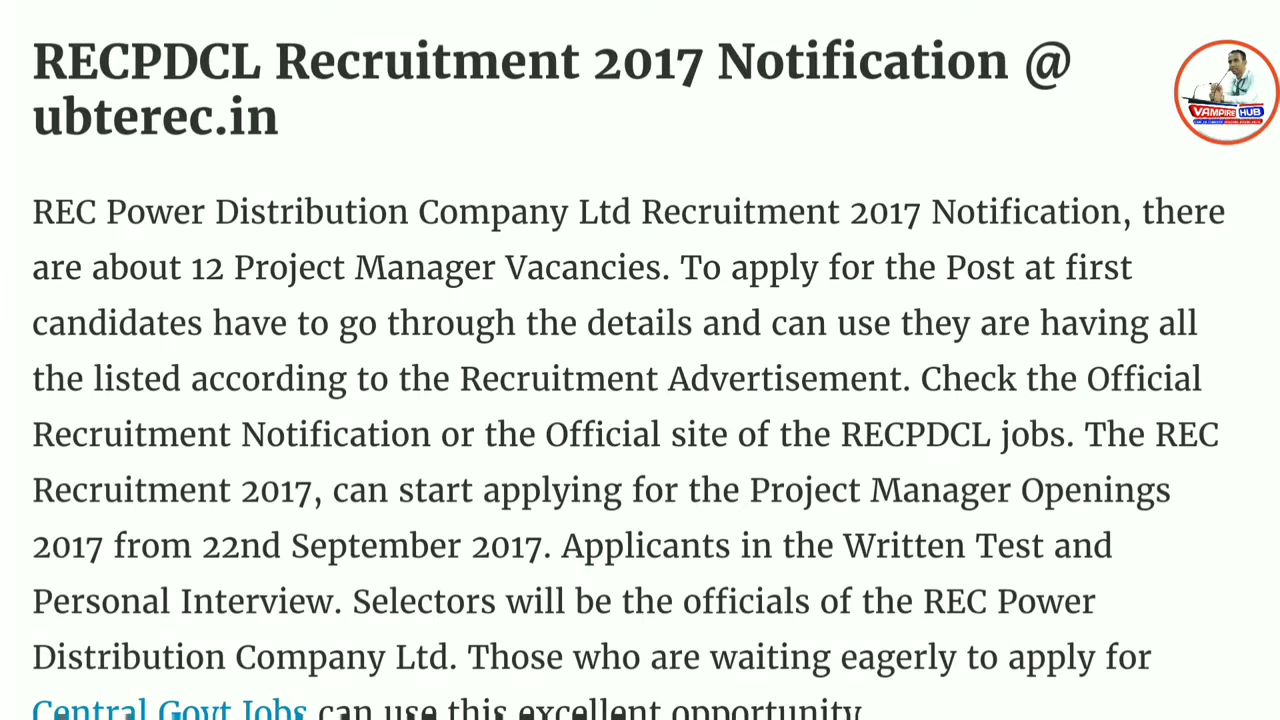 RECPDCL Recruitment 2017 Notification @
ubterec.in
VAMPIRE HUB
REC Power Distribution Company Ltd Recruitment 2017 Notification, there
are about 12 Project Manager Vacancies. To apply for the Post at first
candidates have to go through the details and can use they are having all
the listed according to the Recruitment Advertisement. Check the Official
Recruitment Notification or the Official site of the RECPDCL jobs. The REC
Recruitment 2017, can start applying for the Project Manager Openings
2017 from 22nd September 2017. Applicants in the Written Test and
Personal Interview. Selectors will be the officials of the REC Power
Distribution Company Ltd. Those who are waiting eagerly to apply for
Central Govt Jobs can use this excellent opportunity